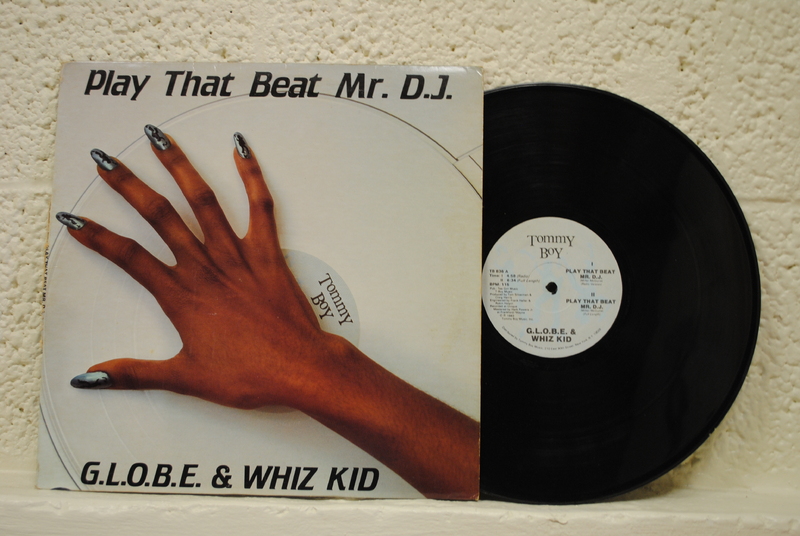 Play That Beat Mr. D.J.
Tommy
Boy
G.L.O.B.E. & WHIZ KID
Tommy
Boy
I
PLAY THAT BEAT
MR. D.J.
II
PLAY THAT BEAT
MR. D.J.
G.L.O.B.E. &
WHIZ KID